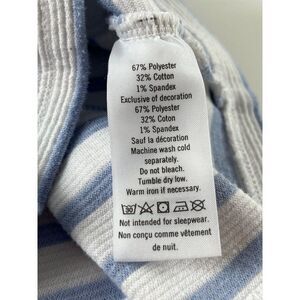 67% Polyester
32% Cotton
1% Spandex
Exclusive of decoration
67% Polyester
32% Coton
1% Spandex
Sauf la décoration
Machine wash cold
separately.
Do not bleach.
Tumble dry low.
Warm iron if necessary.
Not intended for sleepwear.
Non conçu comme vêtement
de nuit.